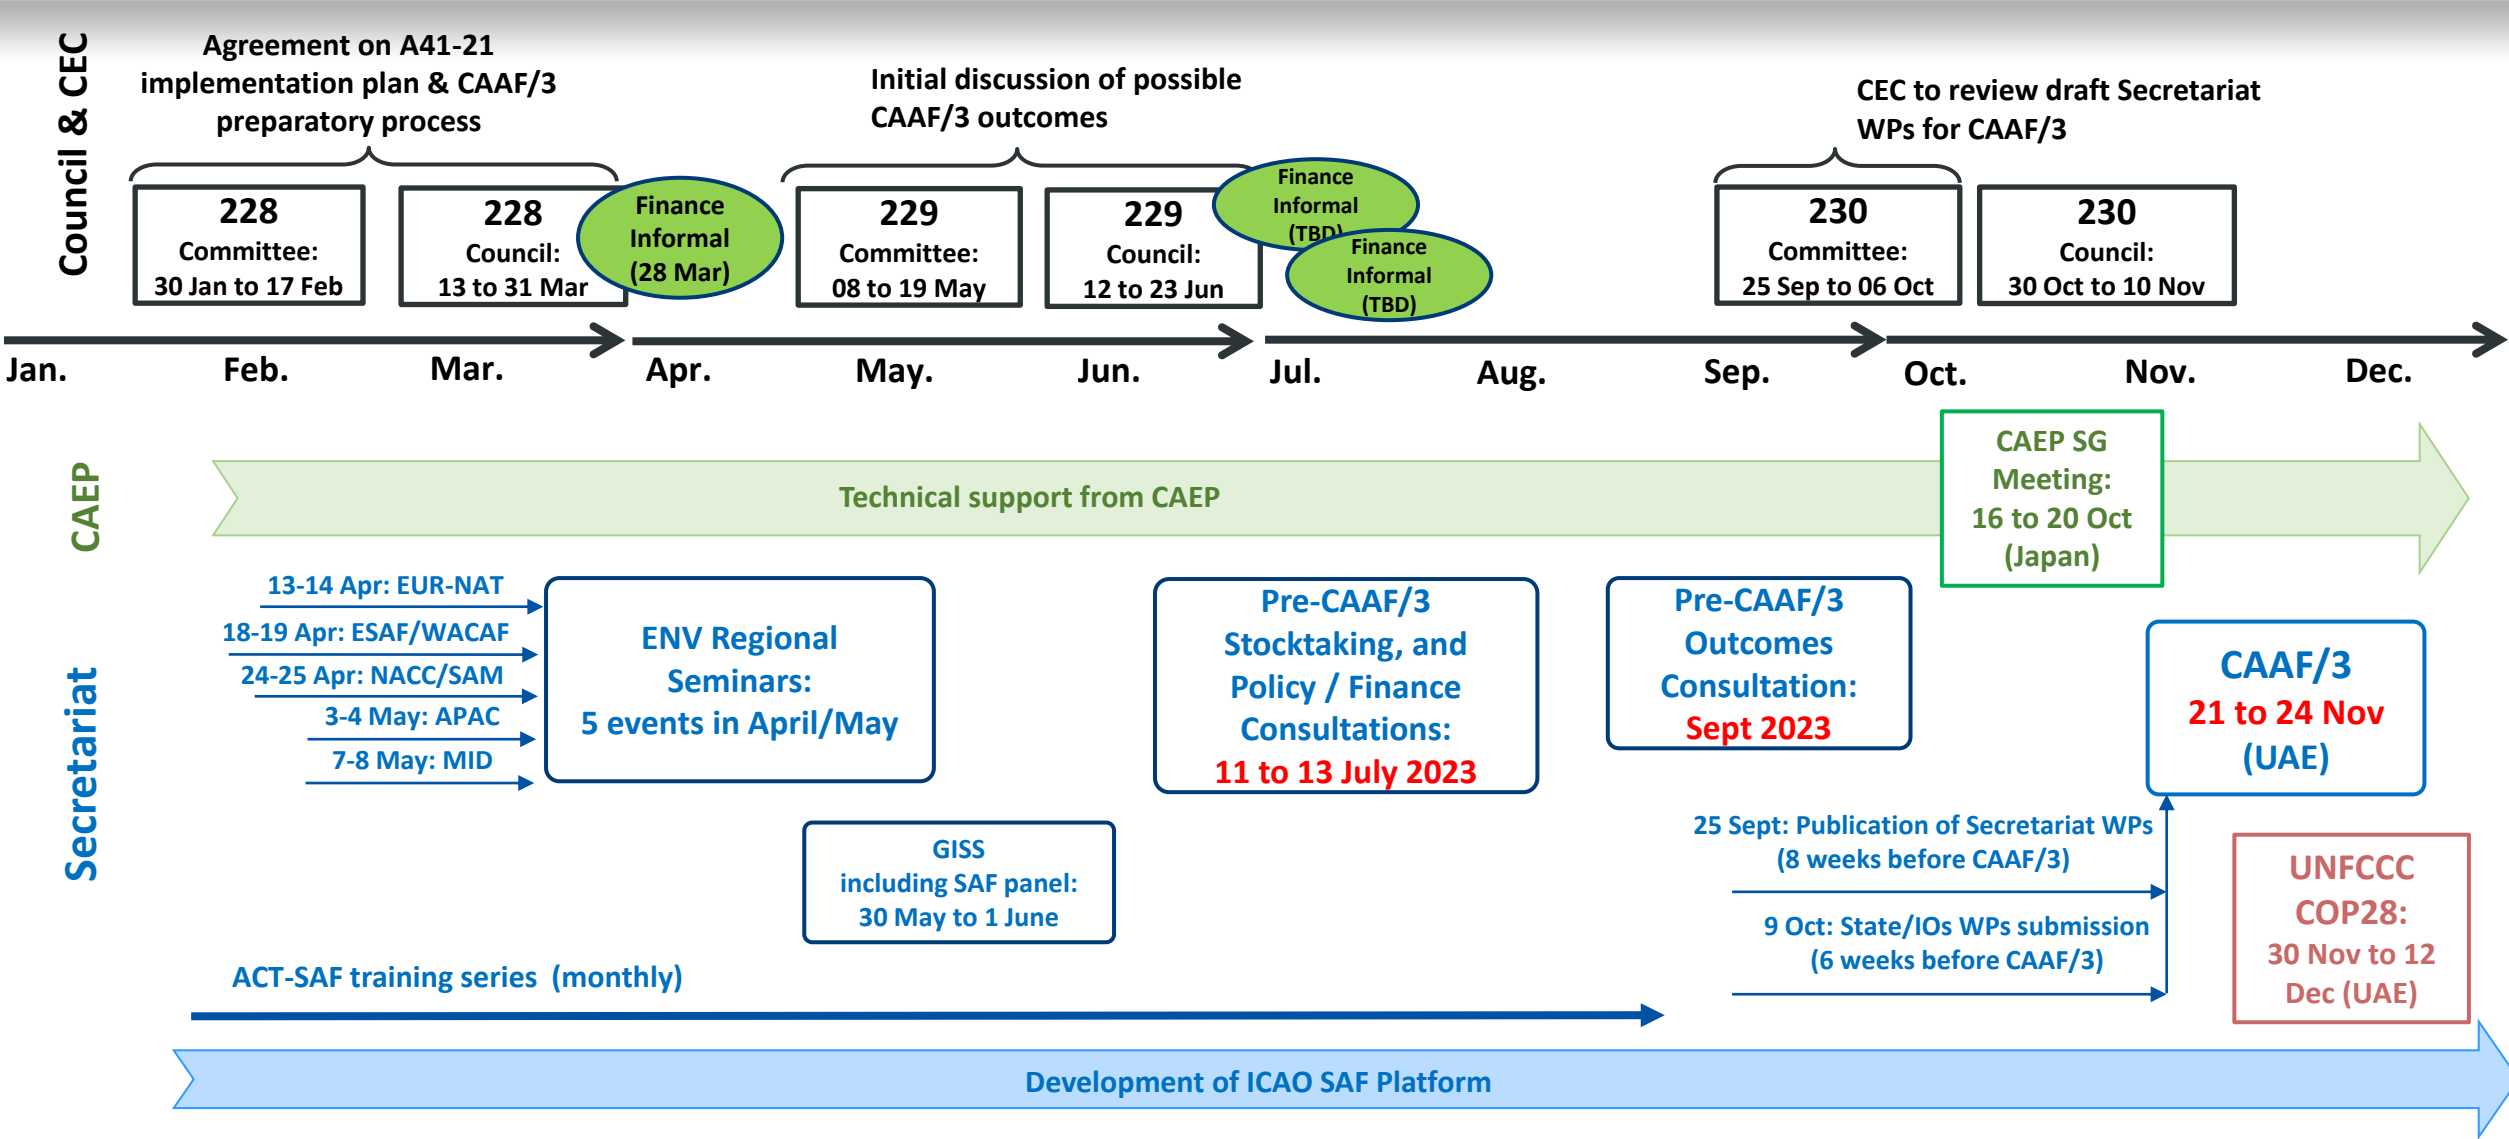 Council & CEC
Agreement on A41-21
implementation plan & CAAF/3
preparatory process
Initial discussion of possible
CAAF/3 outcomes
CEC to review draft Secretariat
WPs for CAAF/3
228
Committee:
30 Jan to 17 Feb
228
Council:
13 to 31 Mar
Finance
Informal
(28 Mar)
229
Committee:
08 to 19 May
229
Council:
12 to 23 Jun
Finance
Informal
(TBD)
Finance
Informal
(TBD)
230
Committee:
25 Sep to 06 Oct
230
Council:
30 Oct to 10 Nov
Jan.
Feb.
Mar.
Apr.
May.
Jun.
Jul.
Aug.
Sep.
Oct.
Nov.
Dec.
CAEP
Technical support from CAEP
CAEP SG
Meeting:
16 to 20 Oct
(Japan)
Secretariat
13-14 Apr: EUR-NAT
18-19 Apr: ESAF/WACAF
24-25 Apr: NACC/SAM
3-4 May: APAC
7-8 May: MID
ENV Regional
Seminars:
5 events in April/May
Pre-CAAF/3
Stocktaking, and
Policy / Finance
Consultations:
11 to 13 July 2023
Pre-CAAF/3
Outcomes
Consultation:
Sept 2023
CAAF/3
21 to 24 Nov
(UAE)
GISS
including SAF panel:
30 May to 1 June
25 Sept: Publication of Secretariat WPs
(8 weeks before CAAF/3)
9 Oct: State/IOs WPs submission
(6 weeks before CAAF/3)
UNFCCC
COP28:
30 Nov to 12
Dec (UAE)
ACT-SAF training series (monthly)
Development of ICAO SAF Platform